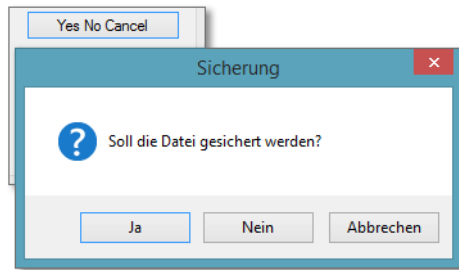 Yes No Cancel
Sicherung
Soll die Datei gesichert werden?
Ja Nein Abbrechen